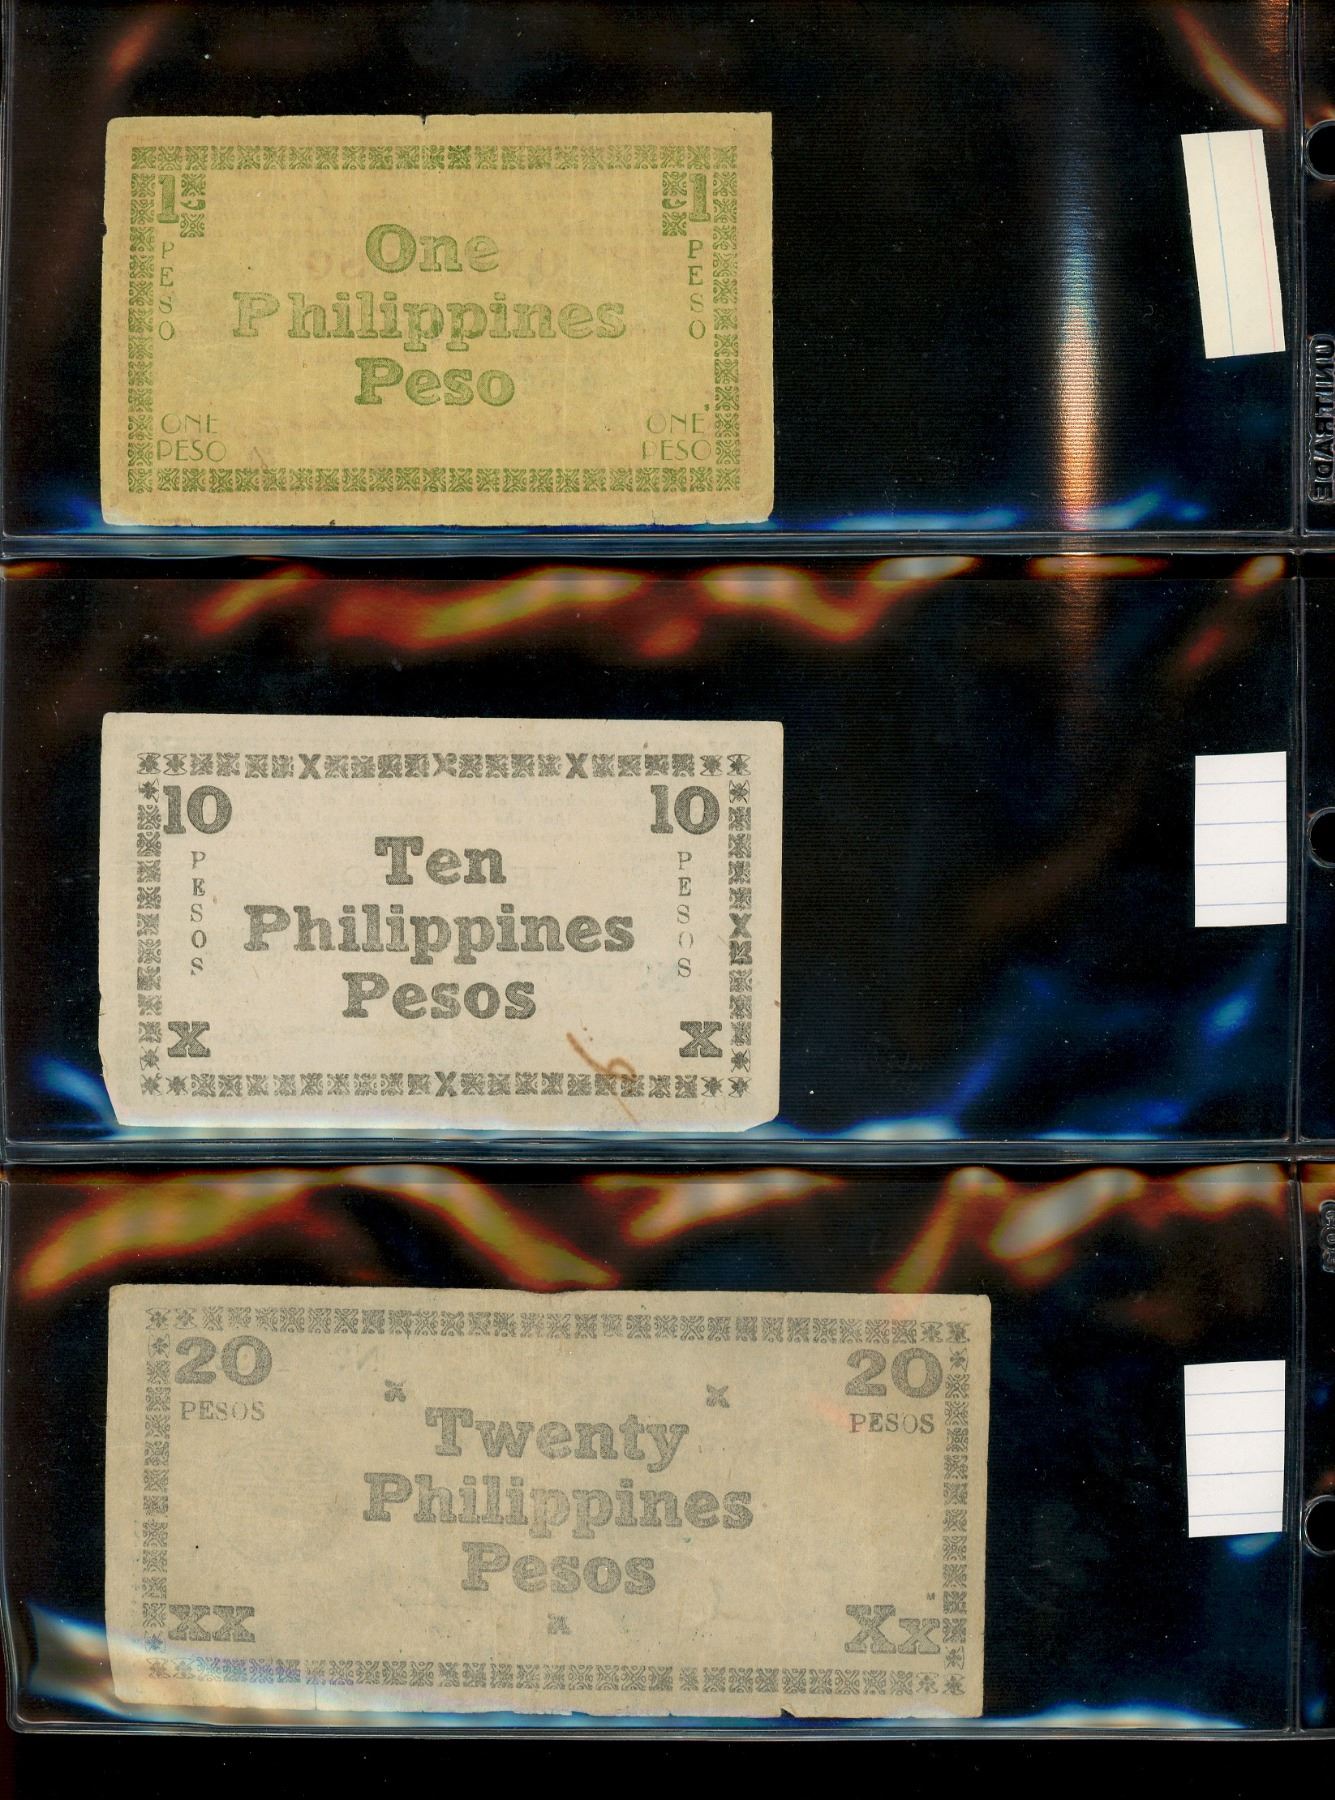 1 1
PESO PESO
One
Philippines
Peso
ONE ONE
PESO PESO
UNITRADE
X X X
10 10
PESOS PESOS
Ten
Philippines
Pesos
X
X X
X
20 20
PESOS PESOS
x x
Twenty
Philippines
Pesos
x
XX Xx